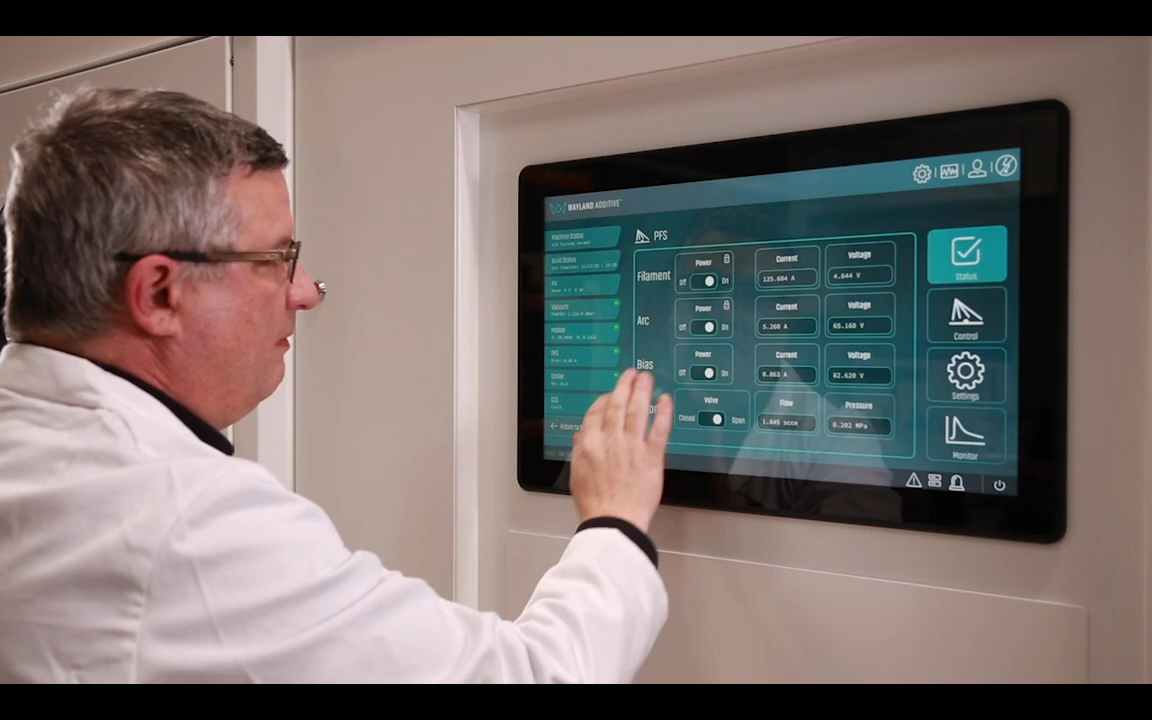 WAYLAND ADDITIVE
Machine Status
Build Status
Vacuum
Motion
PFS
Chiller
PFS
Filament
Power
Off
On
Current
125.684 A
Voltage
4.644 V
Arc
Power
Off
On
Current
5.260 A
Voltage
65.160 V
Bias
Power
Off
On
Current
0.863 A
Voltage
82.620 V
Valve
Closed
Open
Flow
1.845 sccm
Pressure
0.202 MPa
Status
Control
Settings
Monitor